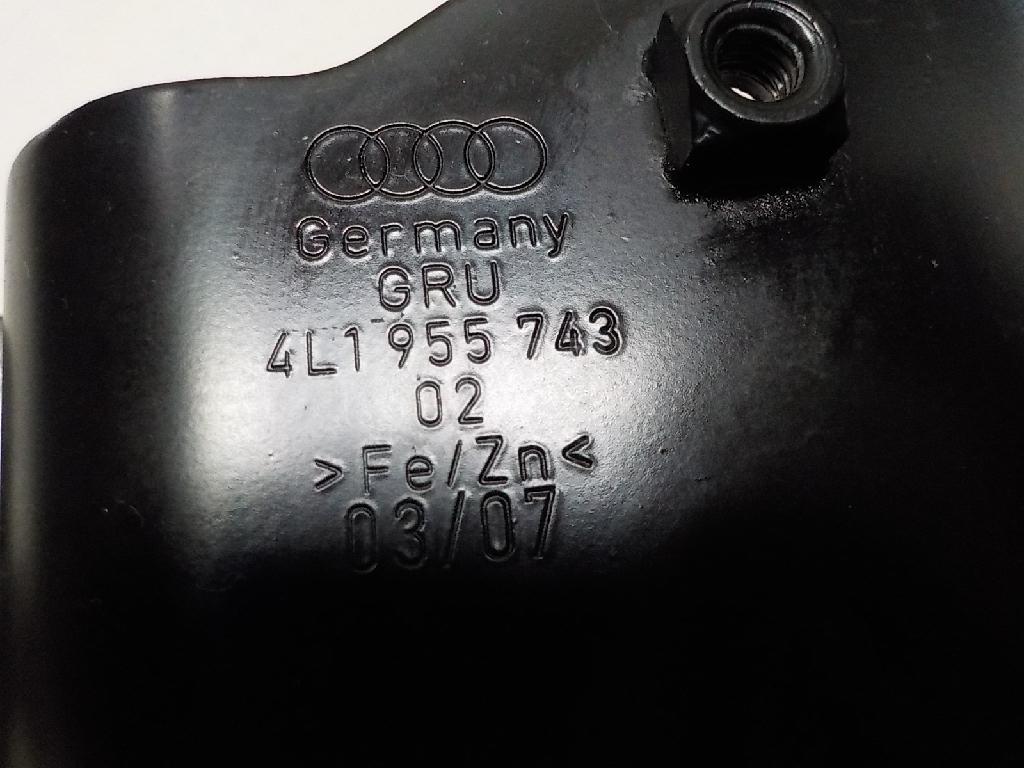 Germany
GRU
4L1 955 743
02
>Fe/Zn<
03/07